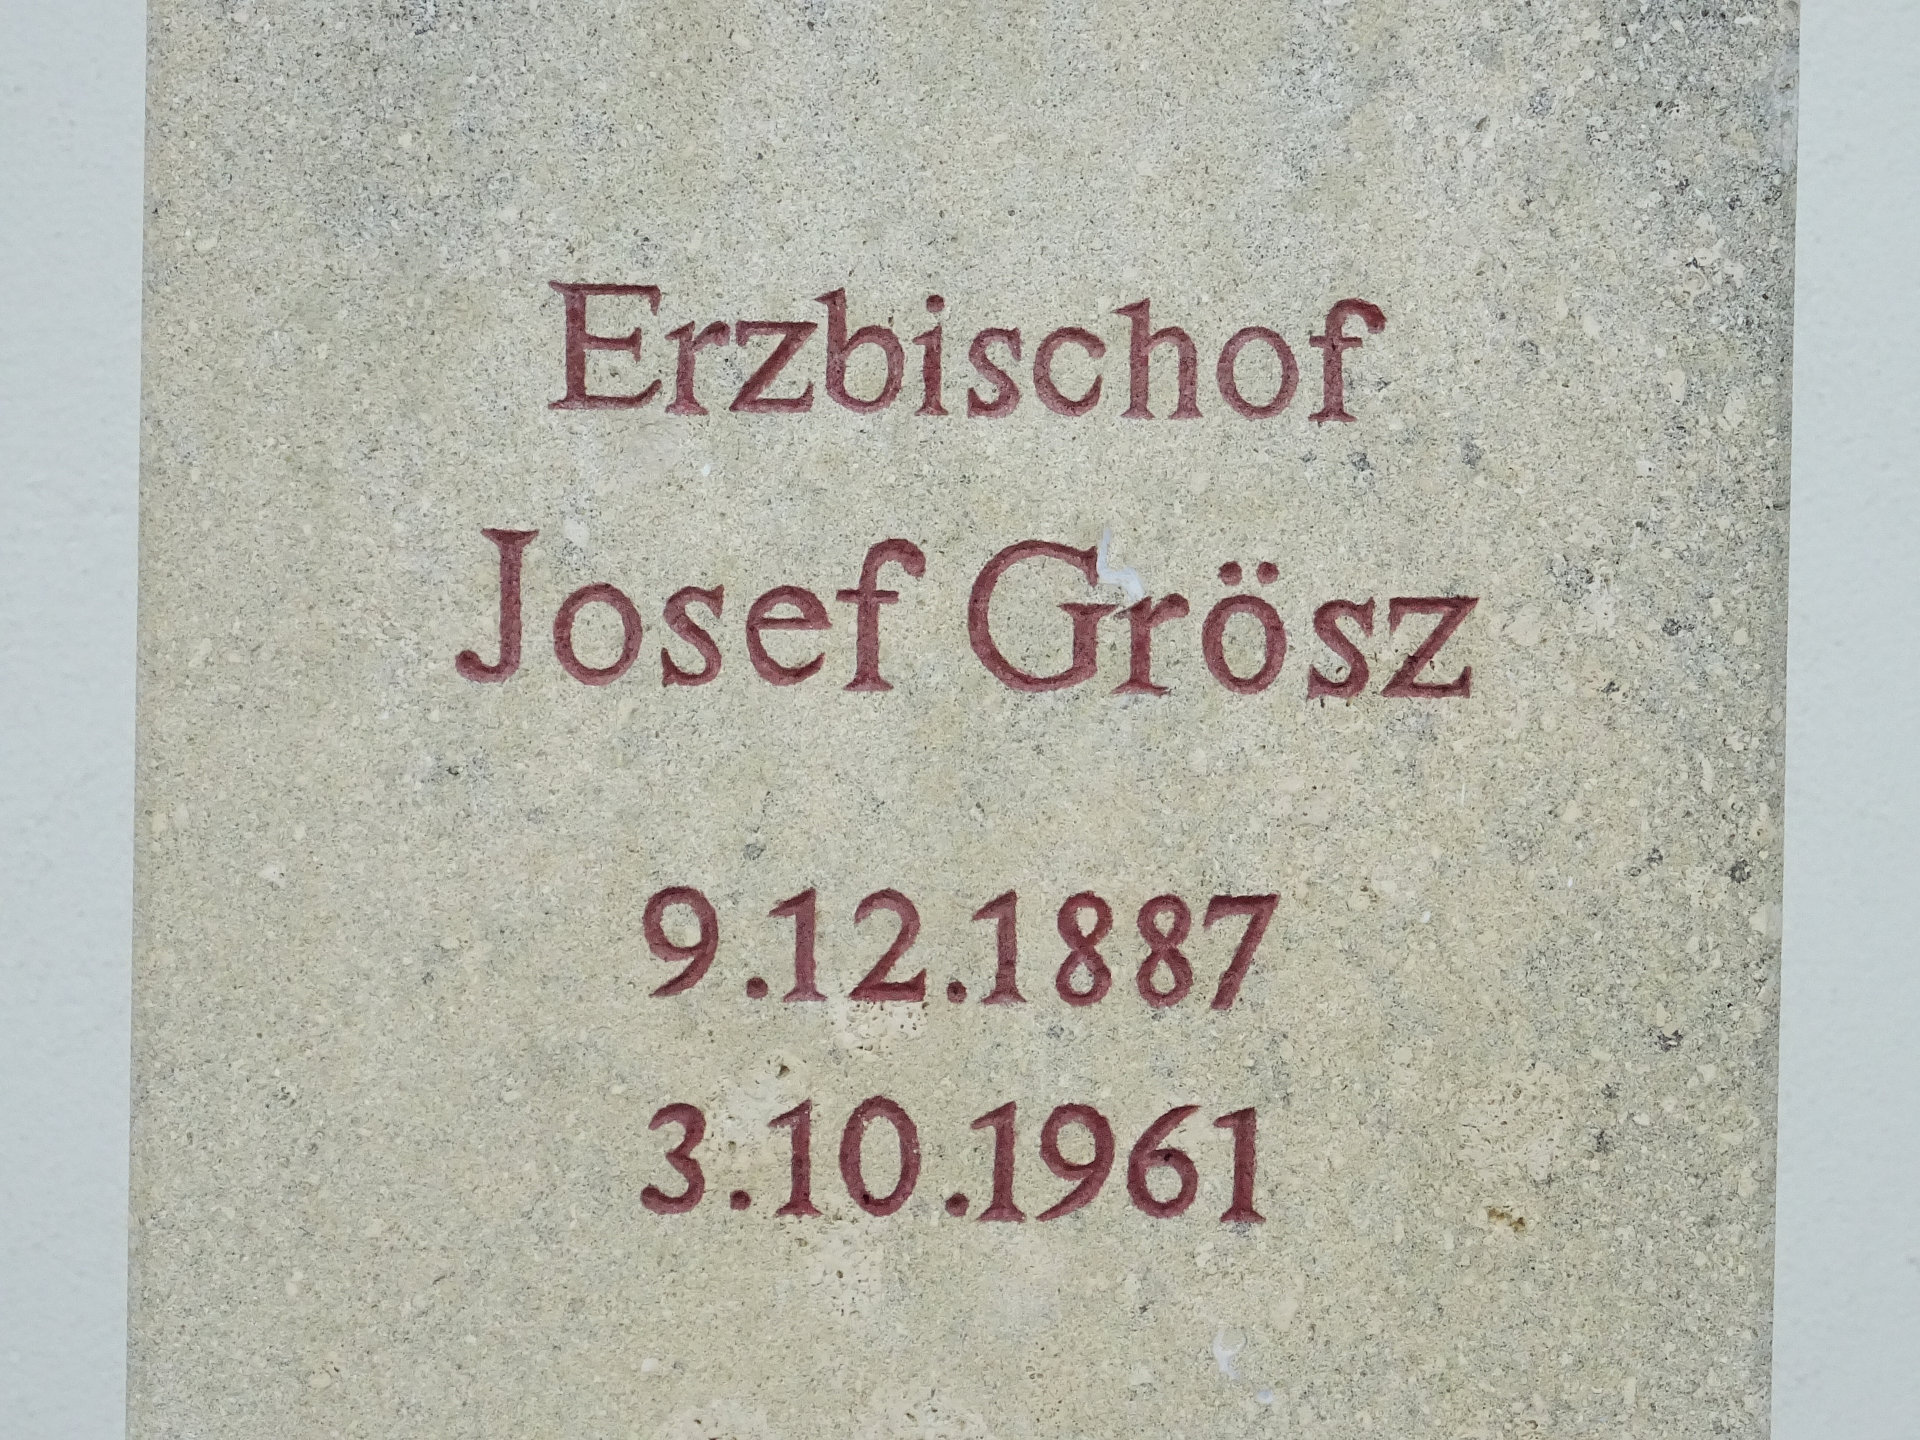 Erzbischof
Josef Grösz
9.12.1887
3.10.1961